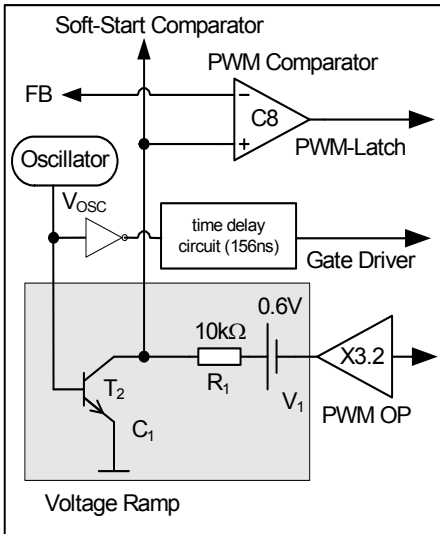 Soft-Start Comparator
PWM Comparator
FB
−
C8
+
PWM-Latch
Oscillator
V_OSC
time delay
circuit (156ns)
Gate Driver
0.6V
10kΩ
X3.2
R₁
T₂
V₁
C₁
PWM OP
Voltage Ramp